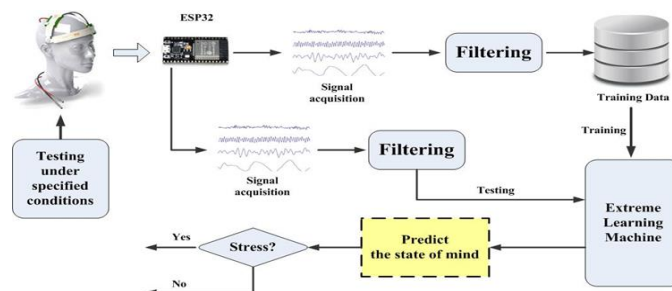 ESP32
Filtering
Signal
acquisition
Training Data
Training
Testing
under
specified
conditions
Filtering
Signal
acquisition
Testing
Extreme
Learning
Machine
Yes
Stress?
Predict
the state of mind
No